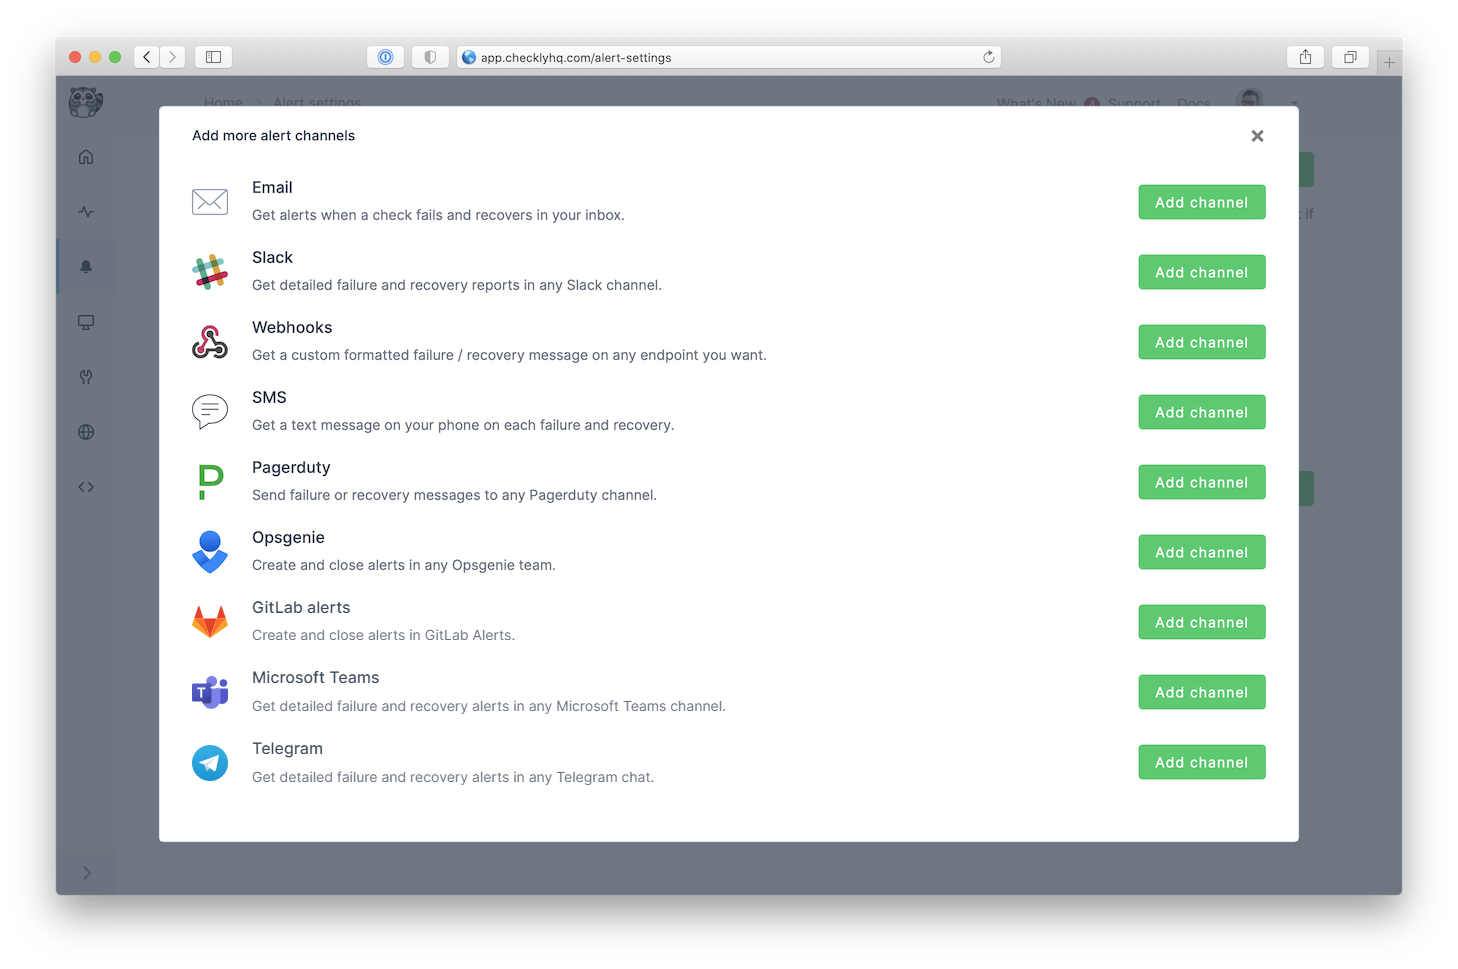 app.checklyhq.com/alert-settings
Home > Alert settings
What's New 4 Support Docs
Add more alert channels
Email
Get alerts when a check fails and recovers in your inbox.
Add channel
if
Slack
Get detailed failure and recovery reports in any Slack channel.
Add channel
Webhooks
Get a custom formatted failure / recovery message on any endpoint you want.
Add channel
SMS
Get a text message on your phone on each failure and recovery.
Add channel
Pagerduty
Send failure or recovery messages to any Pagerduty channel.
Add channel
Opsgenie
Create and close alerts in any Opsgenie team.
Add channel
GitLab alerts
Create and close alerts in GitLab Alerts.
Add channel
Microsoft Teams
Get detailed failure and recovery alerts in any Microsoft Teams channel.
Add channel
Telegram
Get detailed failure and recovery alerts in any Telegram chat.
Add channel